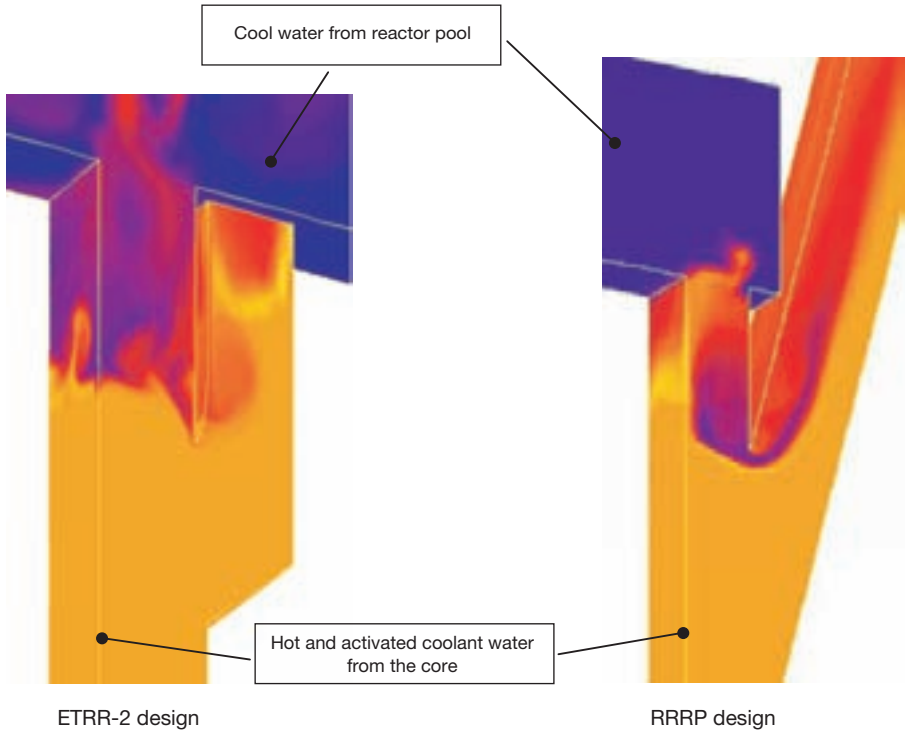 Cool water from reactor pool
Hot and activated coolant water
from the core
ETRR-2 design
RRRP design